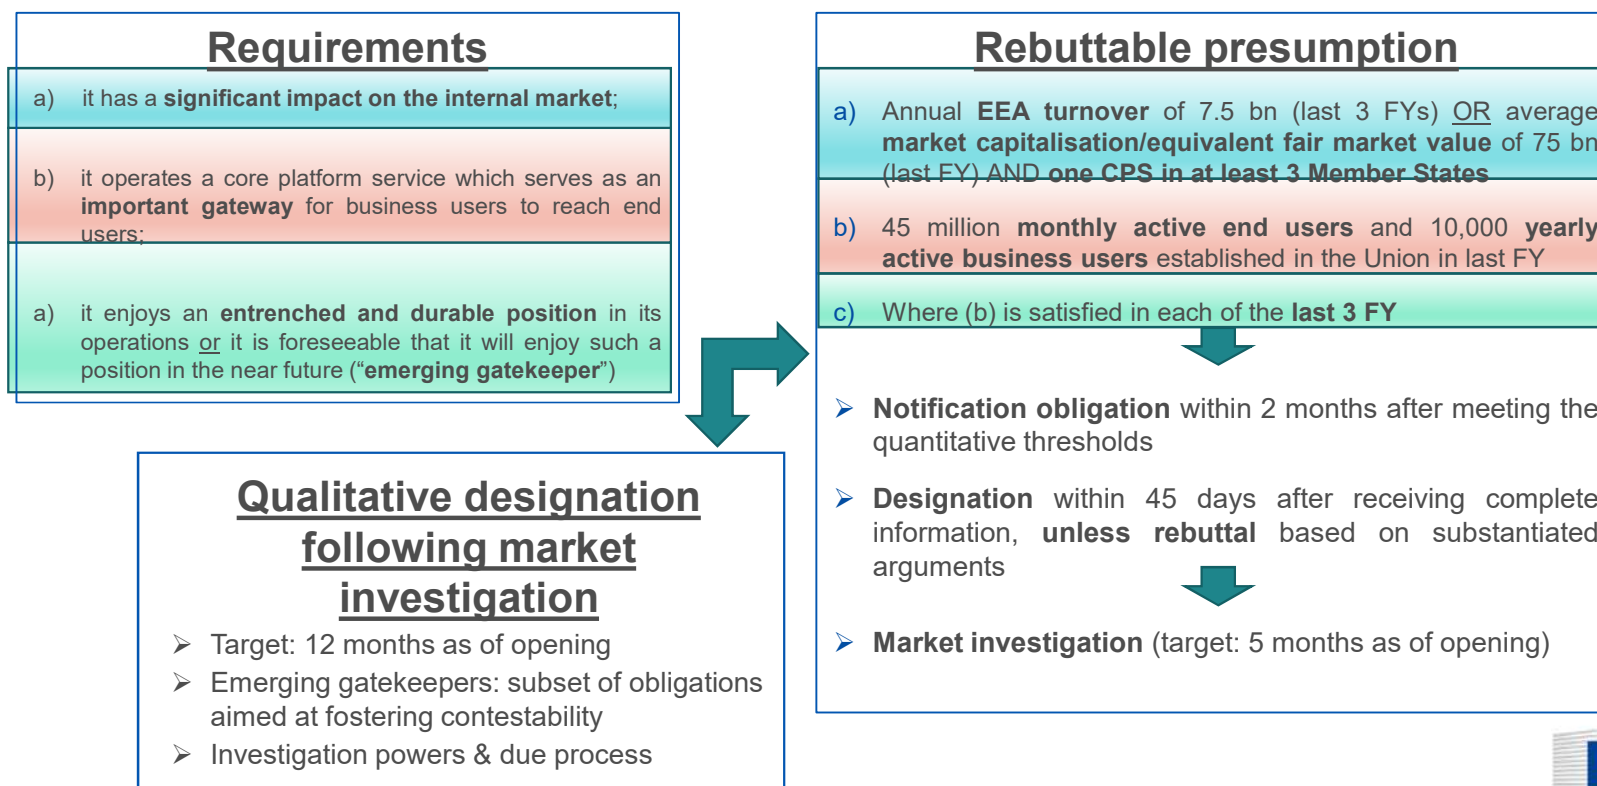 Requirements
a) it has a significant impact on the internal market;
b) it operates a core platform service which serves as an
important gateway for business users to reach end
users;
a) it enjoys an entrenched and durable position in its
operations or it is foreseeable that it will enjoy such a
position in the near future (“emerging gatekeeper”)
Qualitative designation
following market
investigation
➢ Target: 12 months as of opening
➢ Emerging gatekeepers: subset of obligations
aimed at fostering contestability
➢ Investigation powers & due process
Rebuttable presumption
a) Annual EEA turnover of 7.5 bn (last 3 FYs) OR average
market capitalisation/equivalent fair market value of 75 bn
(last FY) AND one CPS in at least 3 Member States
b) 45 million monthly active end users and 10,000 yearly
active business users established in the Union in last FY
c) Where (b) is satisfied in each of the last 3 FY
➢ Notification obligation within 2 months after meeting the
quantitative thresholds
➢ Designation within 45 days after receiving complete
information, unless rebuttal based on substantiated
arguments
➢ Market investigation (target: 5 months as of opening)